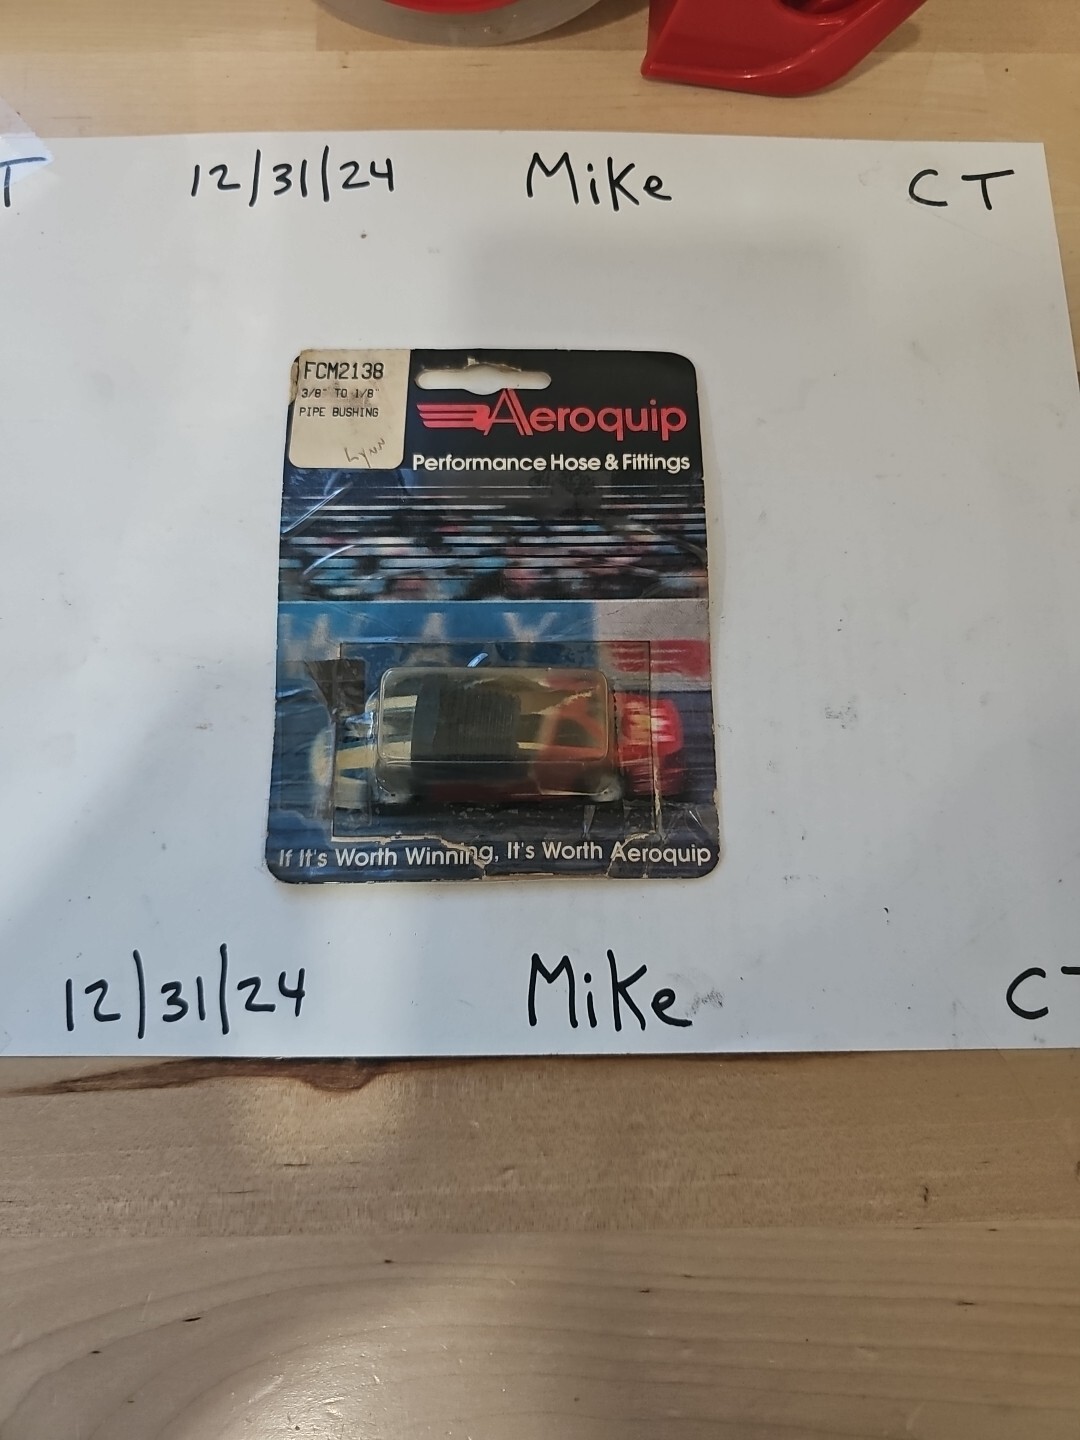 T 12/31/24 Mike CT
FCM2138
3/8" TO 1/8"
PIPE BUSHING
Lynn
Aeroquip
Performance Hose & Fittings
If It's Worth Winning, It's Worth Aeroquip
12/31/24 Mike CT